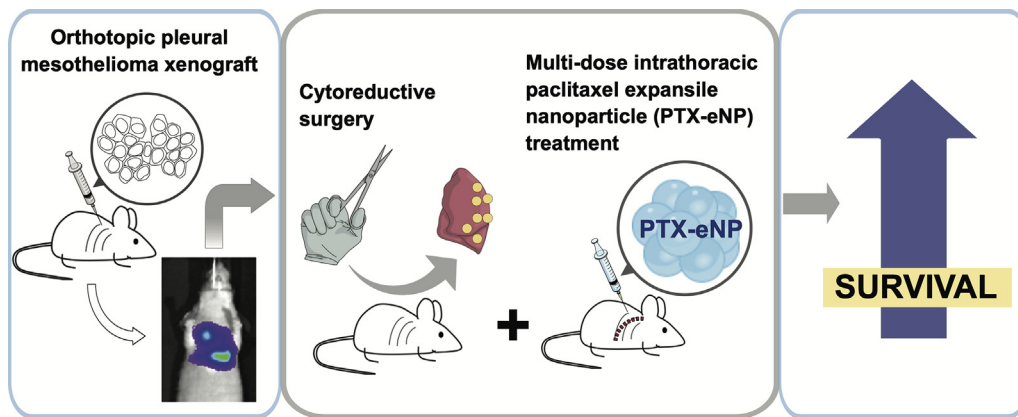 Orthotopic pleural
mesothelioma xenograft
Cytoreductive
surgery
Multi-dose intrathoracic
paclitaxel expansile
nanoparticle (PTX-eNP)
treatment
PTX-eNP
+
SURVIVAL